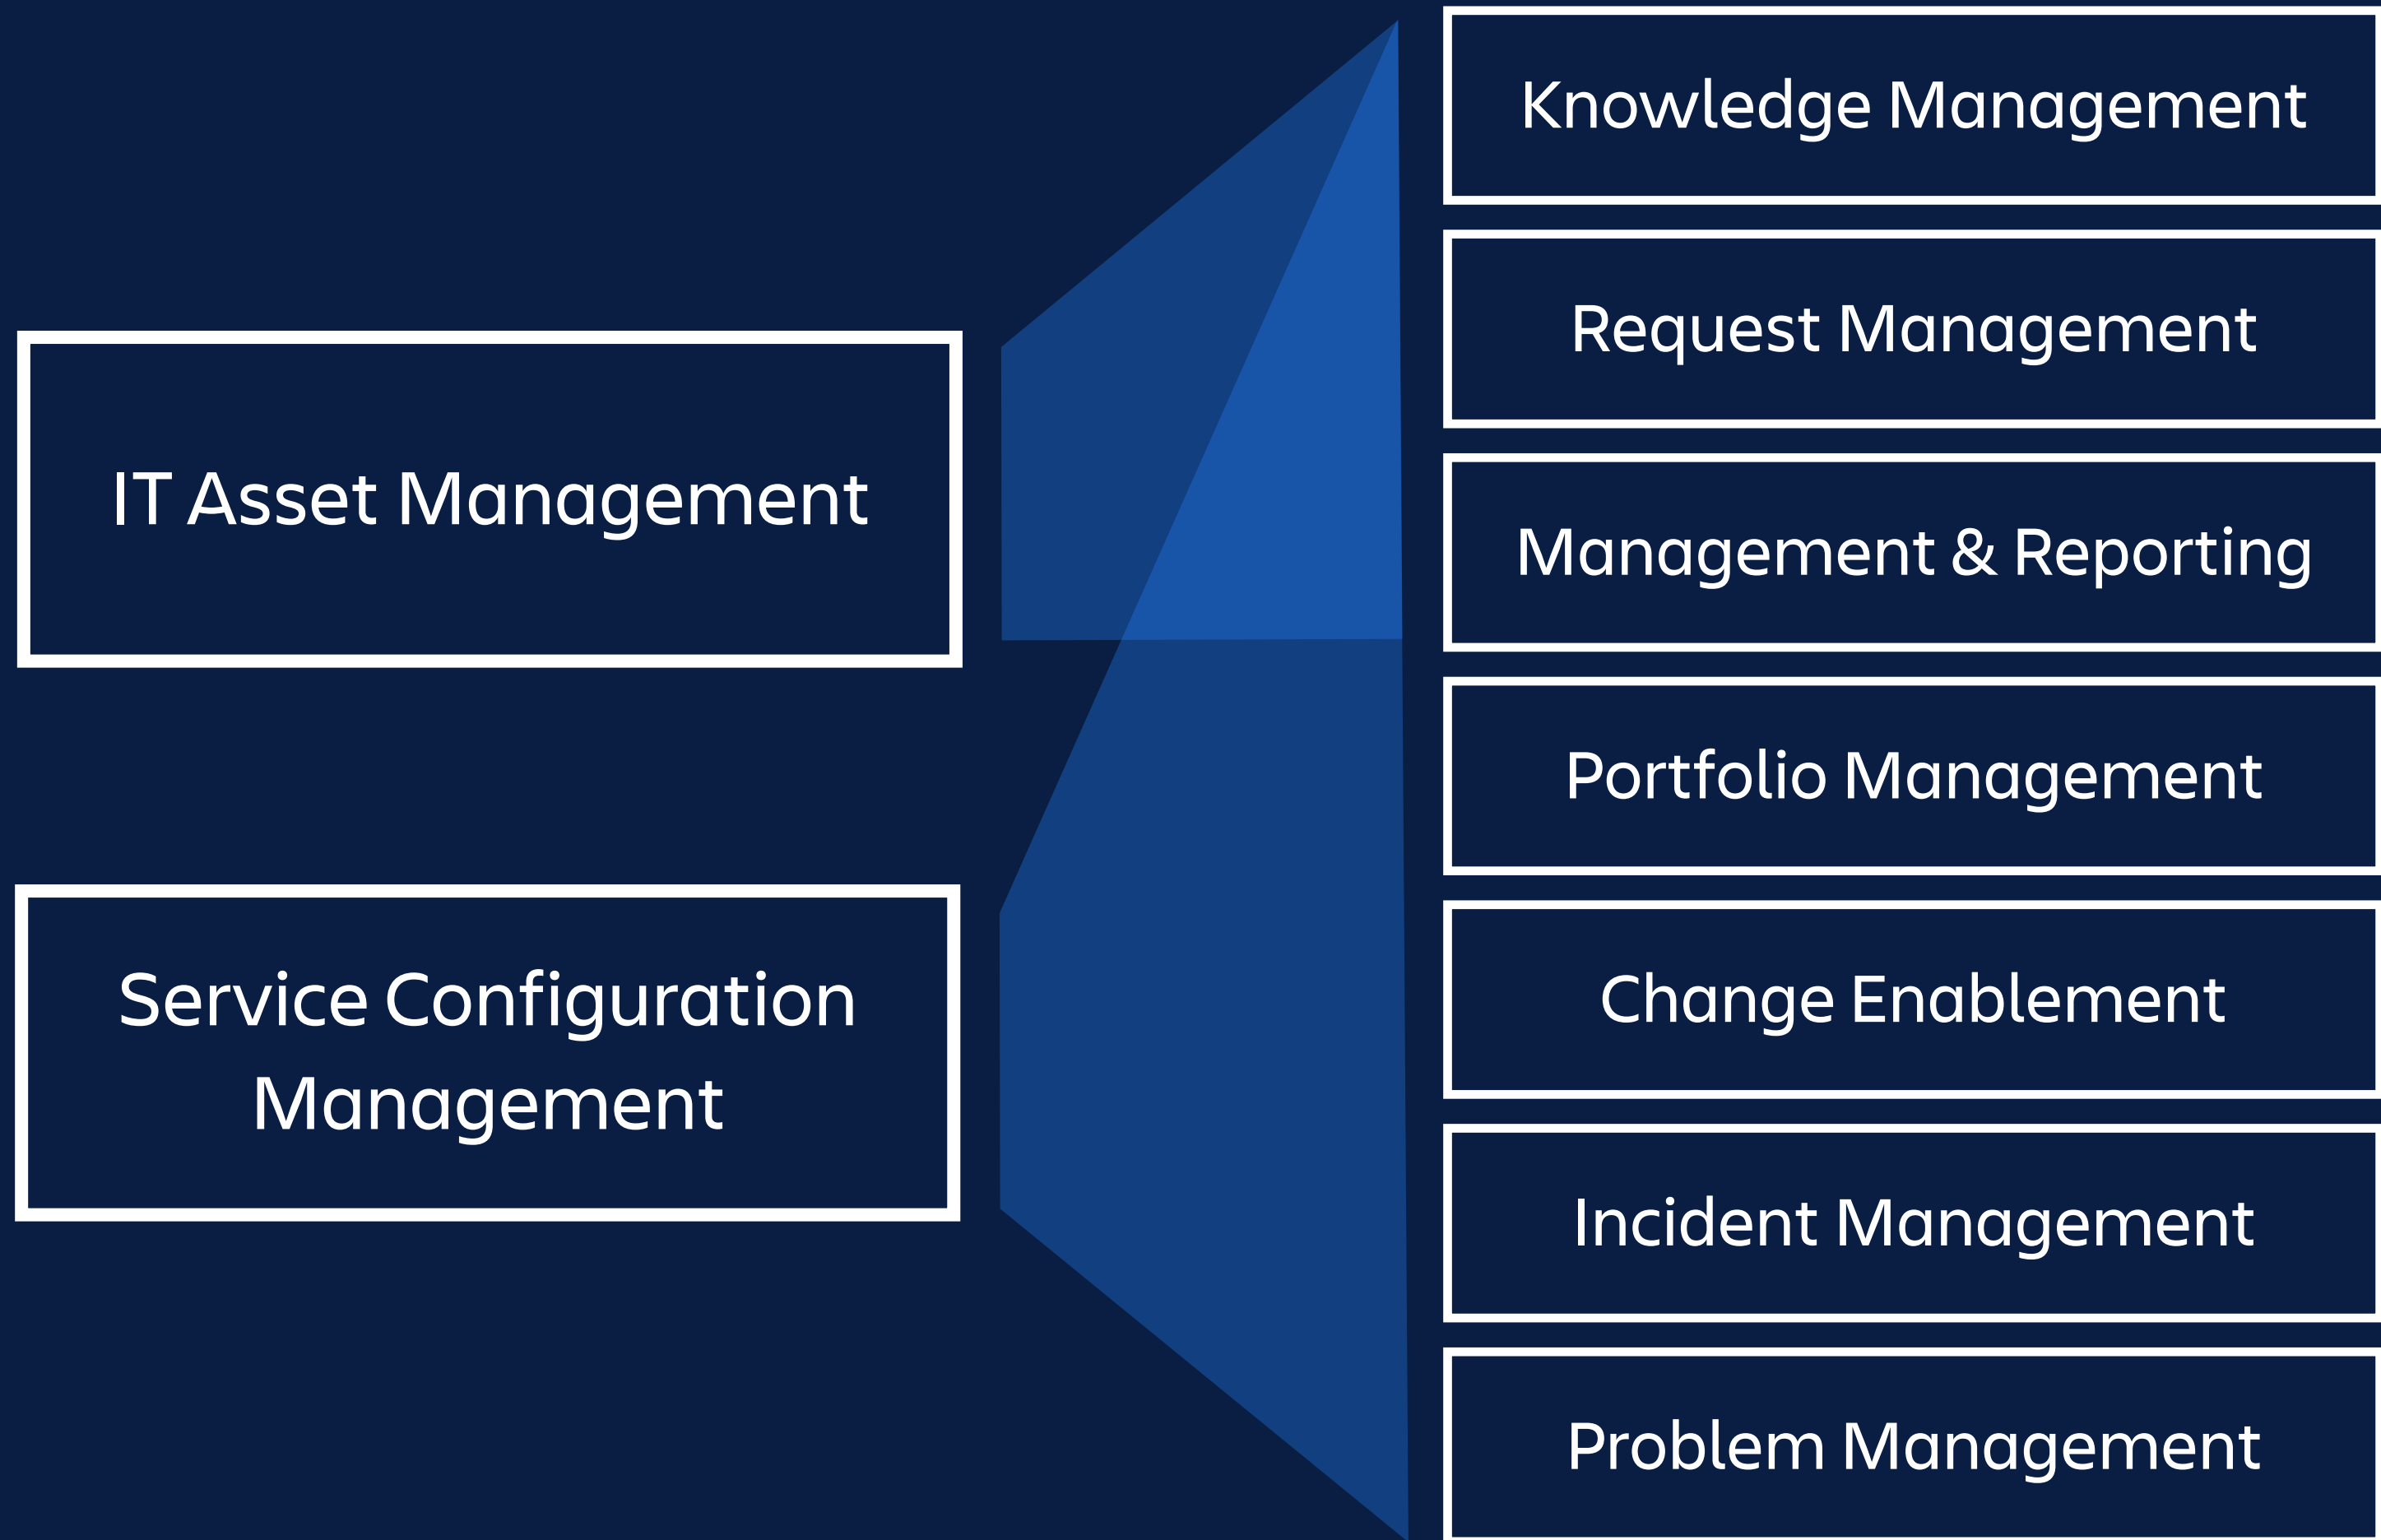 IT Asset Management
Service Configuration
Management
Knowledge Management
Request Management
Management & Reporting
Portfolio Management
Change Enablement
Incident Management
Problem Management